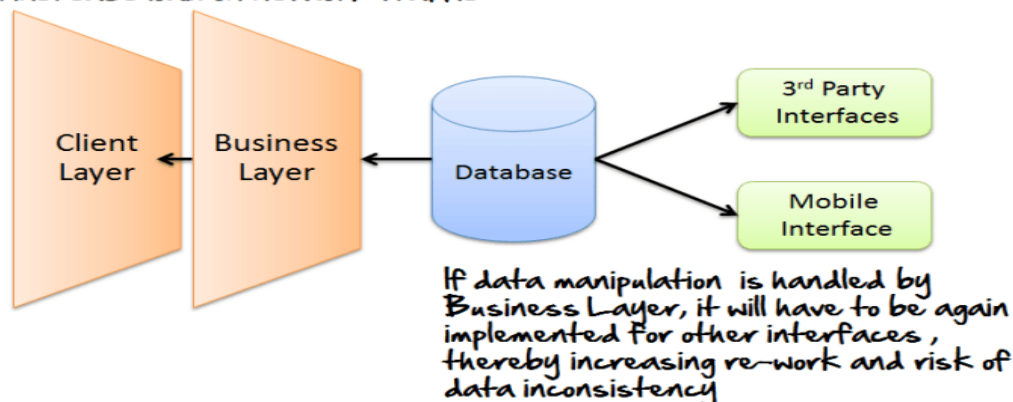 Client
Layer
Business
Layer
Database
3rd Party
Interfaces
Mobile
Interface
If data manipulation is handled by
Business Layer, it will have to be again
implemented for other interfaces,
thereby increasing re-work and risk of
data inconsistency